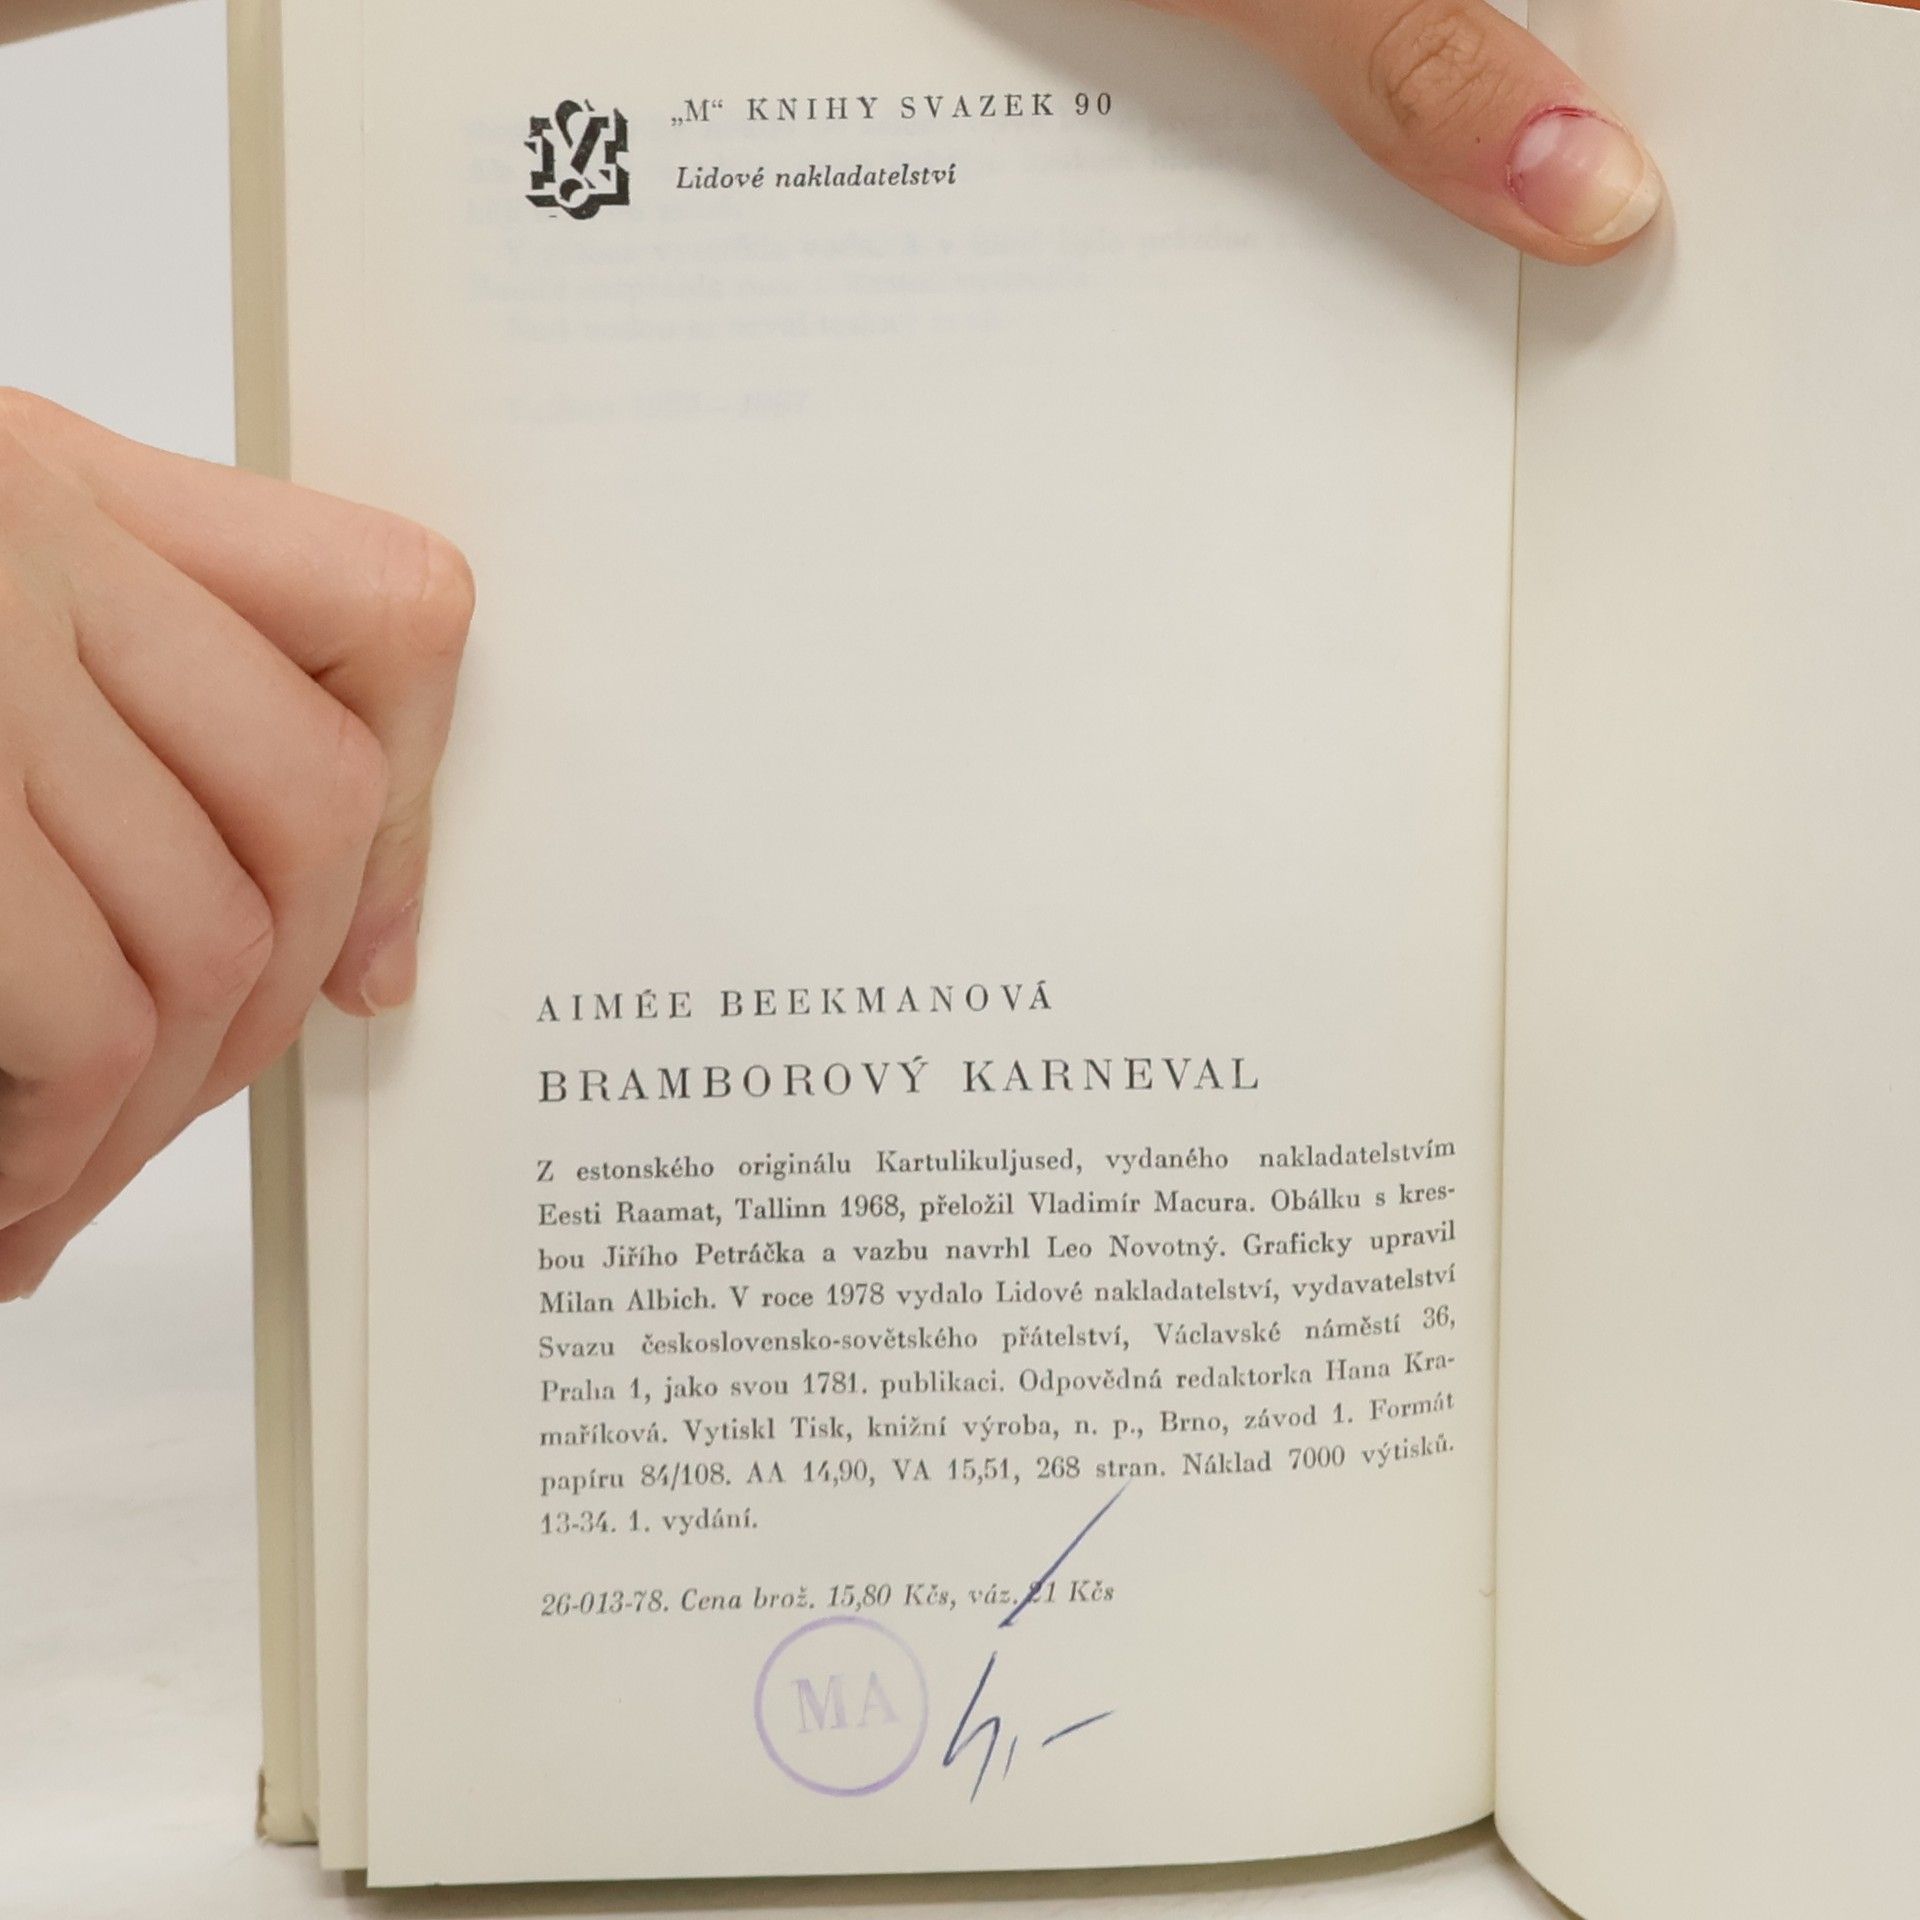 „M“ KNIHY SVAZEK 90
Lidové nakladatelství
AIMÉE BEEKMANOVÁ
BRAMBOROVÝ KARNEVAL
Z estonského originálu Kartulikuljused, vydaného nakladatelstvím
Eesti Raamat, Tallinn 1968, přeložil Vladimír Macura. Obálku s kres-
bou Jiřího Petráčka a vazbu navrhl Leo Novotný. Graficky upravil
Milan Albich. V roce 1978 vydalo Lidové nakladatelství, vydavatelství
Svazu československo-sovětského přátelství, Václavské náměstí 36,
Praha 1, jako svou 1781. publikaci. Odpovědná redaktorka Hana Kra-
maříková. Vytiskl Tisk, knižní výroba, n. p., Brno, závod 1. Formát
papíru 84/108. AA 14,90, VA 15,51, 268 stran. Náklad 7000 výtisků.
13-34. 1. vydání.
26-013-78. Cena brož. 15,80 Kčs, váz. 21 Kčs
MA